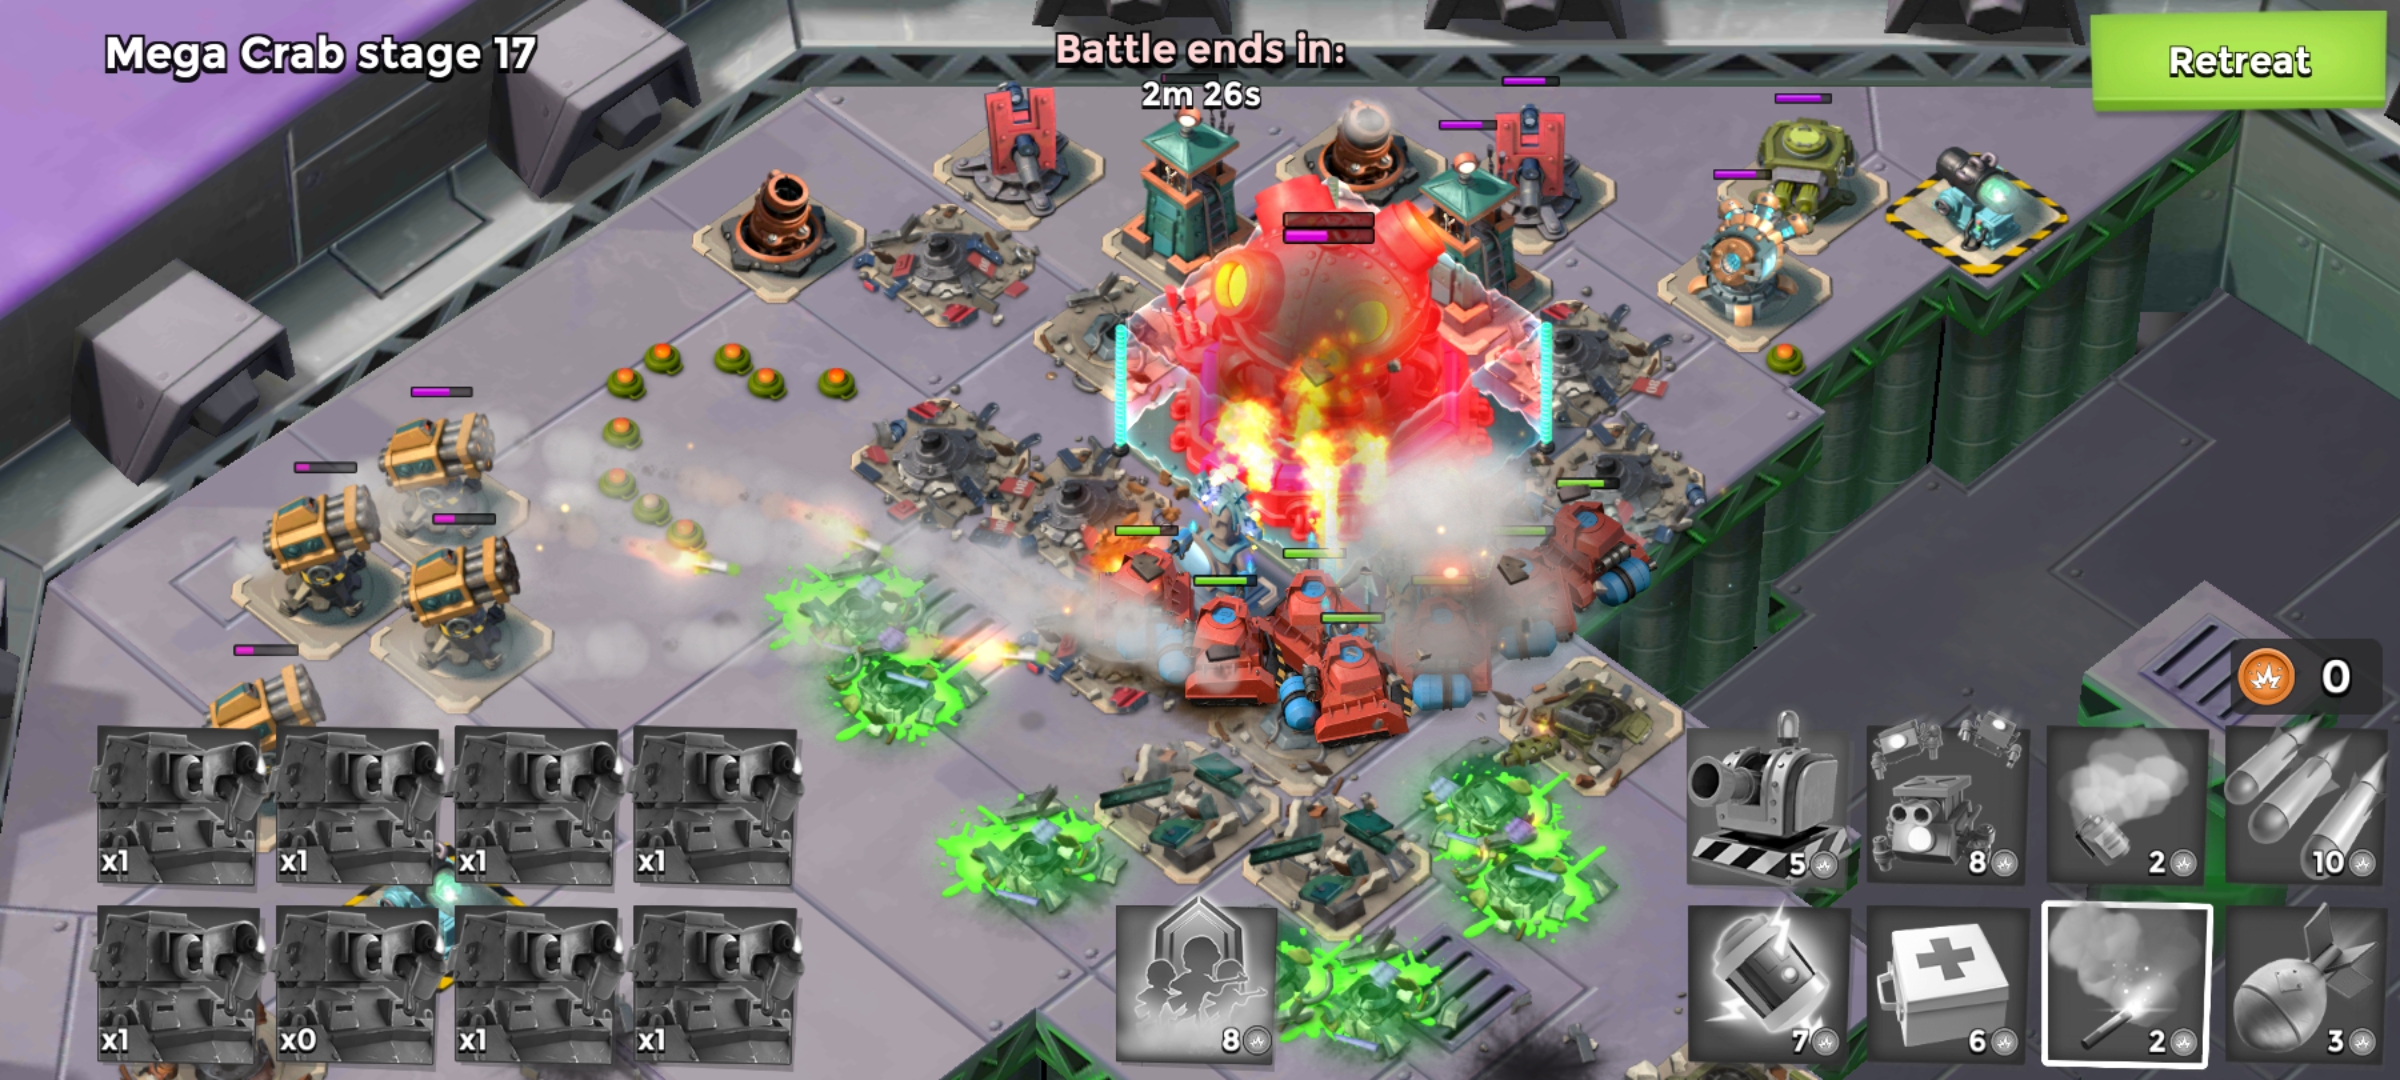 Mega Crab stage 17
Battle ends in:
2m 26s
Retreat
0
x1
x1
x1
x1
5
8
2
10
x1
x0
x1
x1
8
7
6
2
3